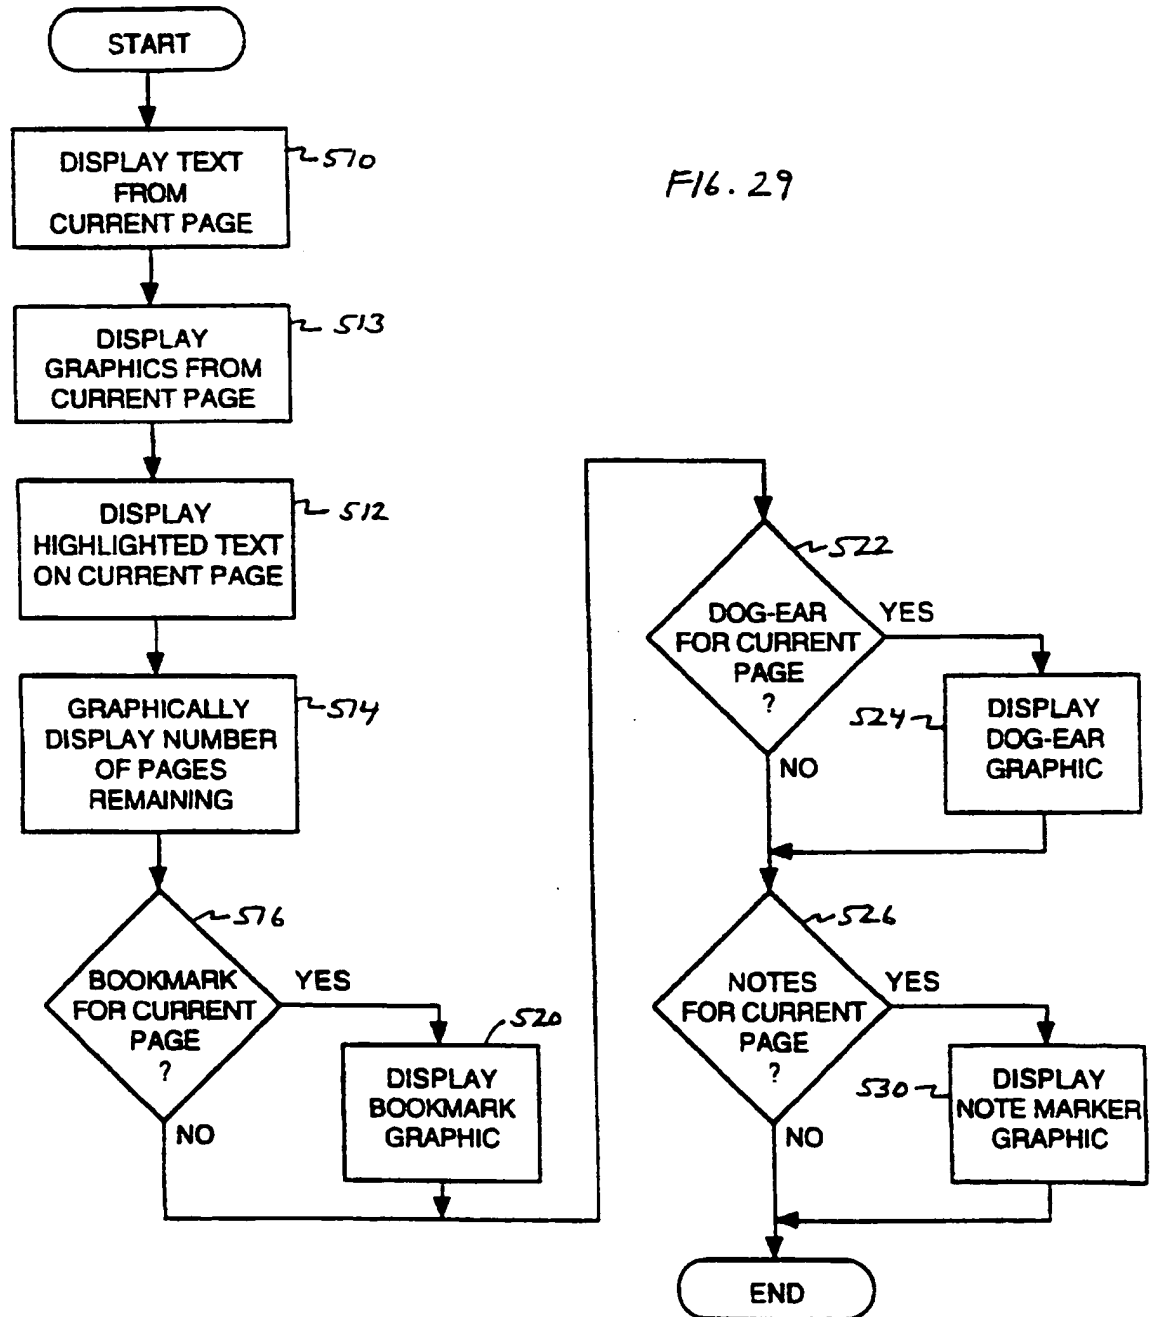 START
DISPLAY TEXT
FROM
CURRENT PAGE
510
FIG. 29
DISPLAY
GRAPHICS FROM
CURRENT PAGE
513
DISPLAY
HIGHLIGHTED TEXT
ON CURRENT PAGE
512
GRAPHICALLY
DISPLAY NUMBER
OF PAGES
REMAINING
514
BOOKMARK
FOR CURRENT
PAGE
?
516
YES
NO
520
DISPLAY
BOOKMARK
GRAPHIC
522
DOG-EAR
FOR CURRENT
PAGE
?
YES
NO
524
DISPLAY
DOG-EAR
GRAPHIC
526
NOTES
FOR CURRENT
PAGE
?
YES
NO
530
DISPLAY
NOTE MARKER
GRAPHIC
END